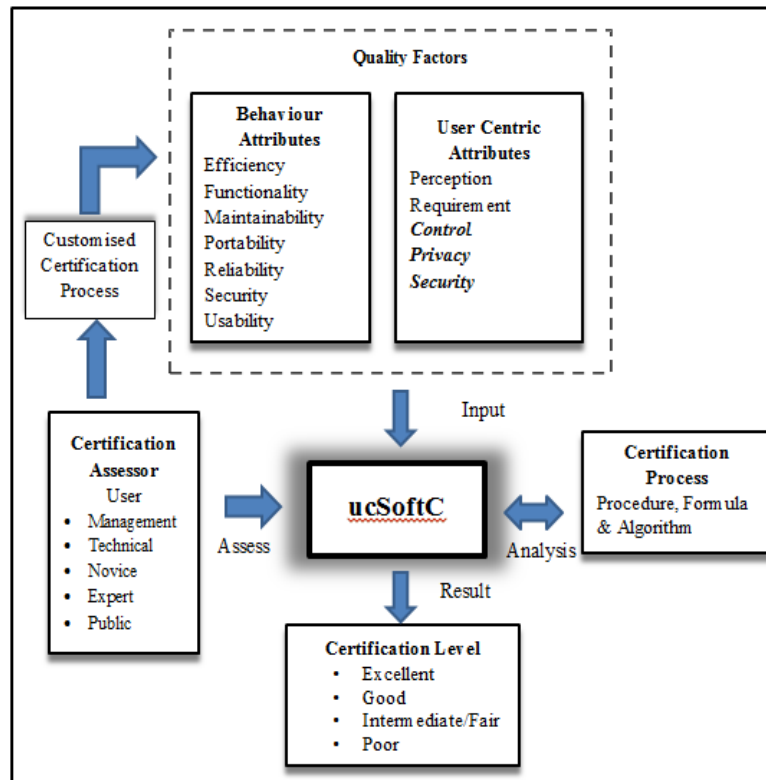 Quality Factors
Behaviour
Attributes
Efficiency
Functionality
Maintainability
Portability
Reliability
Security
Usability
User Centric
Attributes
Perception
Requirement
Control
Privacy
Security
Customised
Certification
Process
Input
Certification
Assessor
User
• Management
• Technical
• Novice
• Expert
• Public
Assess
ucSoftC
Analysis
Certification
Process
Procedure, Formula
& Algorithm
Result
Certification Level
• Excellent
• Good
• Intermediate/Fair
• Poor